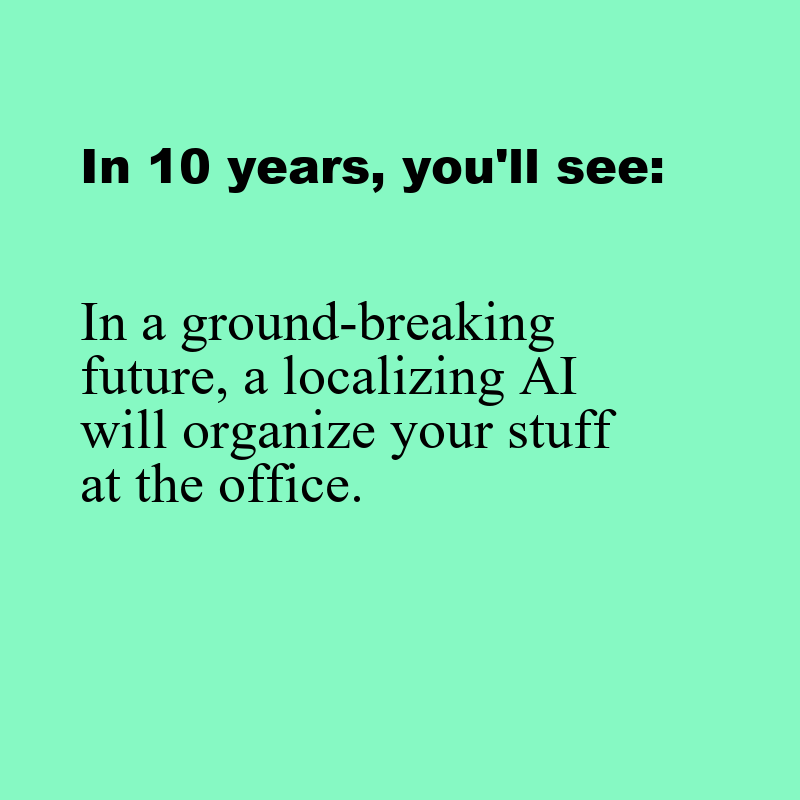 In 10 years, you'll see:
In a ground-breaking
future, a localizing AI
will organize your stuff
at the office.